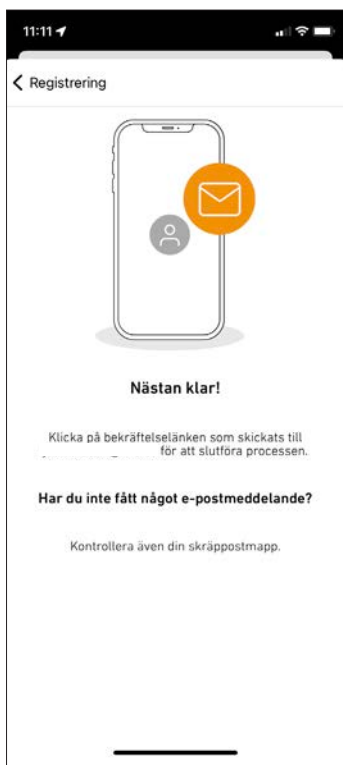 11:11
Registrering
Nästan klar!
Klicka på bekräftelselänken som skickats till
för att slutföra processen.
Har du inte fått något e-postmeddelande?
Kontrollera även din skräppostmapp.